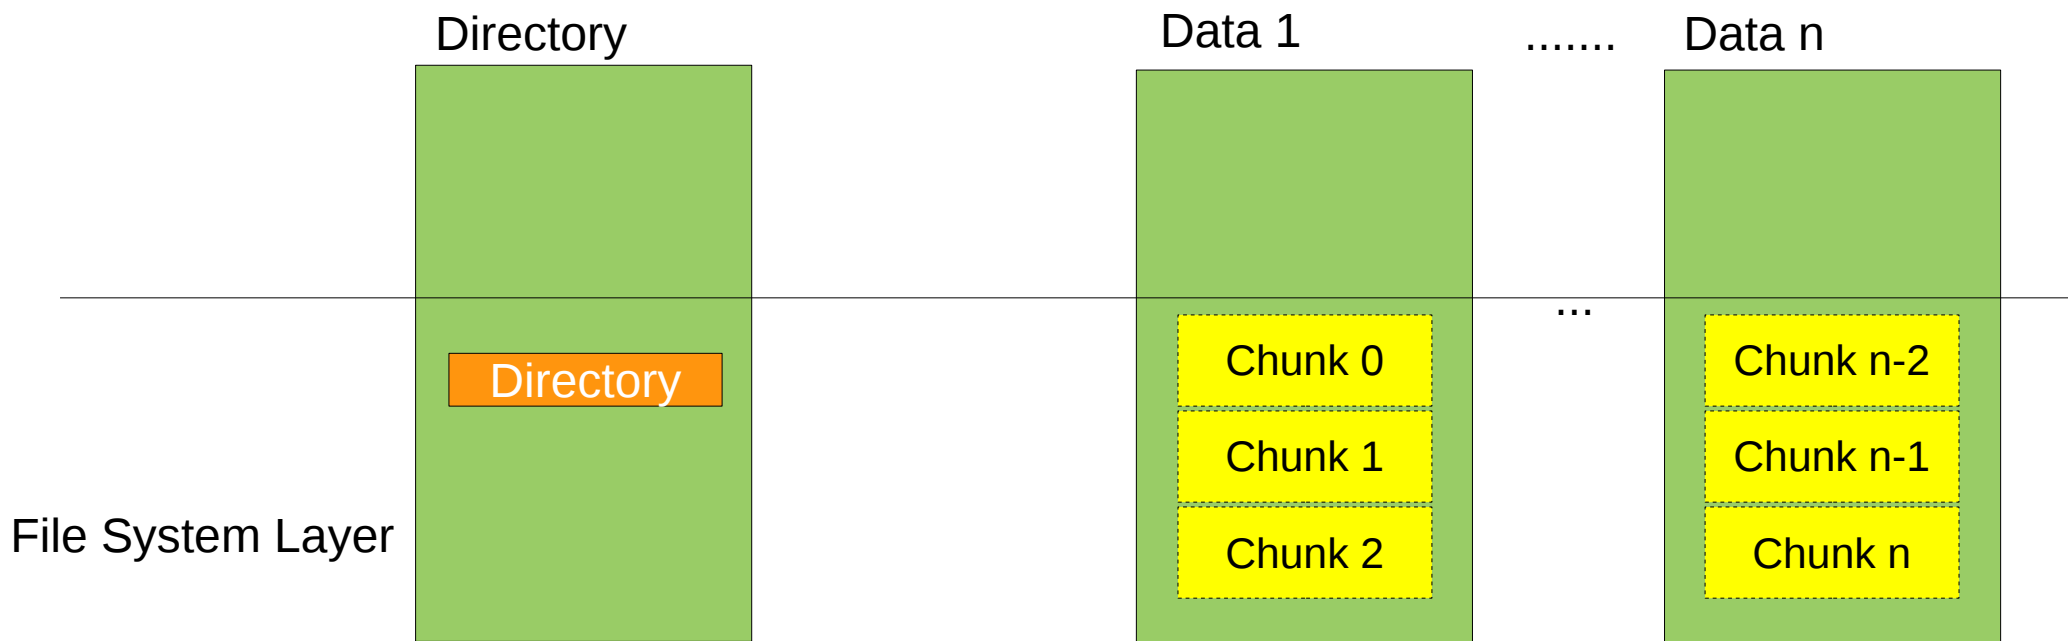 Directory
Data 1
.......
Data n
...
Directory
Chunk 0
Chunk 1
Chunk 2
Chunk n-2
Chunk n-1
Chunk n
File System Layer